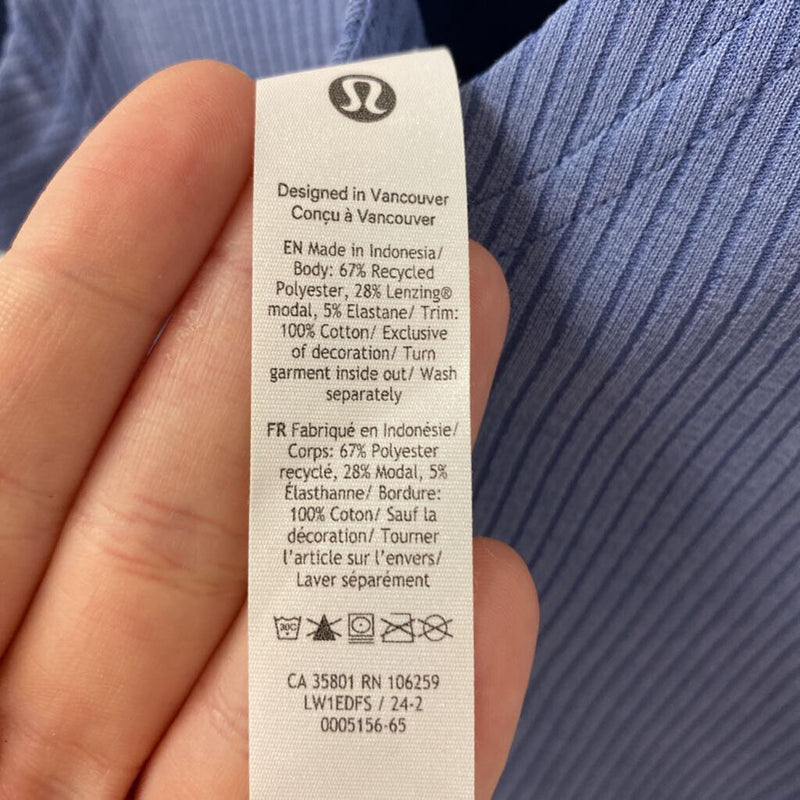 Designed in Vancouver
Conçu à Vancouver
EN Made in Indonesia/
Body: 67% Recycled
Polyester, 28% Lenzing®
modal, 5% Elastane/ Trim:
100% Cotton/ Exclusive
of decoration/ Turn
garment inside out/ Wash
separately
FR Fabriqué en Indonésie/
Corps: 67% Polyester
recyclé, 28% Modal, 5%
Élasthanne/ Bordure:
100% Coton/ Sauf la
décoration/ Tourner
l'article sur l'envers/
Laver séparément
30C
CA 35801 RN 106259
LW1EDFS / 24-2
0005156-65